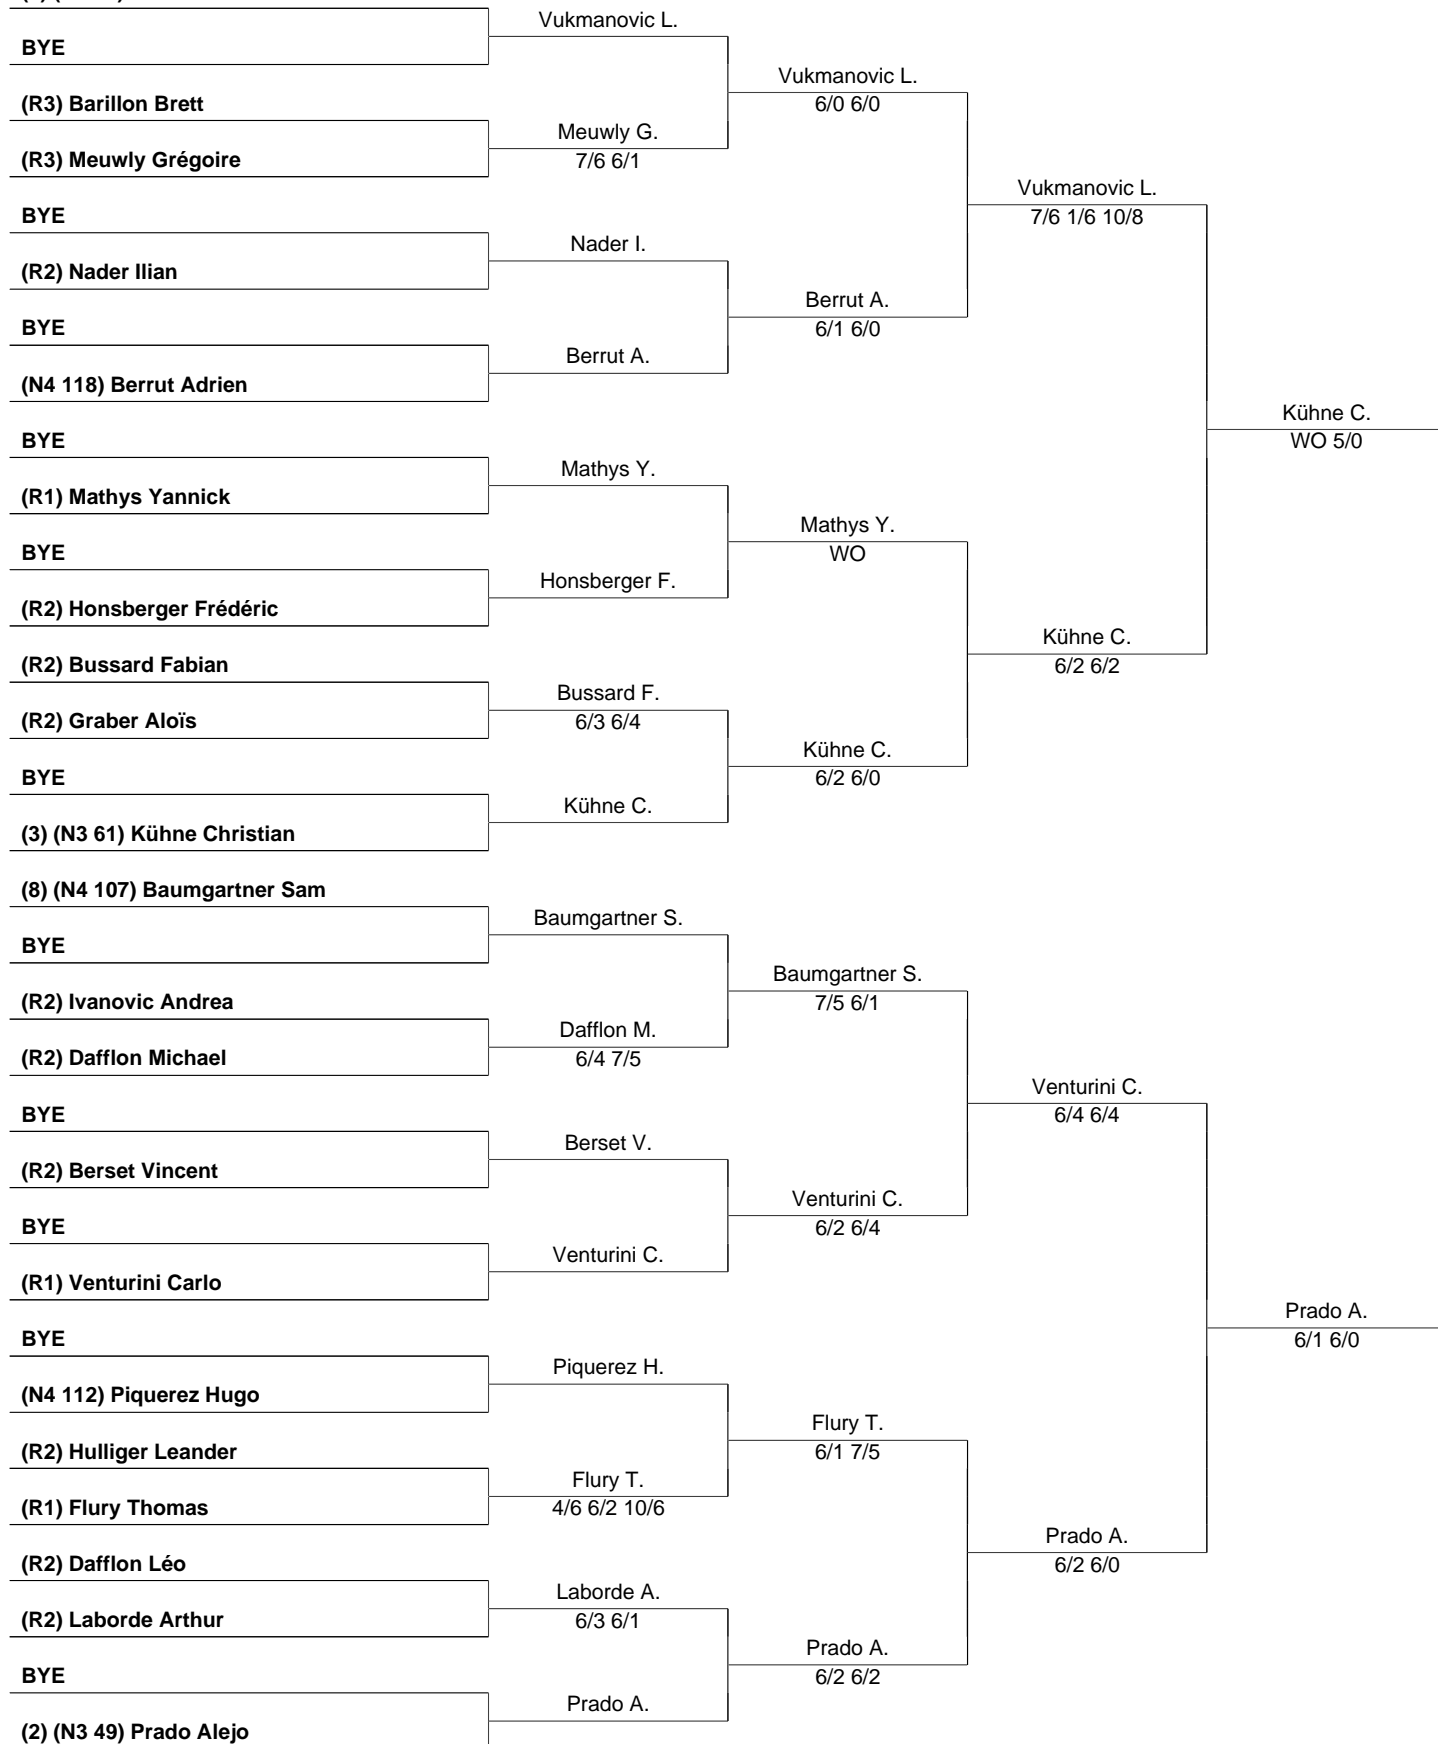 BYE
(R3) Barillon Brett
(R3) Meuwly Grégoire
BYE
(R2) Nader Ilian
BYE
(N4 118) Berrut Adrien
BYE
(R1) Mathys Yannick
BYE
(R2) Honsberger Frédéric
(R2) Bussard Fabian
(R2) Graber Aloïs
BYE
(3) (N3 61) Kühne Christian
(8) (N4 107) Baumgartner Sam
BYE
(R2) Ivanovic Andrea
(R2) Dafflon Michael
BYE
(R2) Berset Vincent
BYE
(R1) Venturini Carlo
BYE
(N4 112) Piquerez Hugo
(R2) Hulliger Leander
(R1) Flury Thomas
(R2) Dafflon Léo
(R2) Laborde Arthur
BYE
(2) (N3 49) Prado Alejo
Vukmanovic L.
Meuwly G.
7/6 6/1
Nader I.
Berrut A.
Mathys Y.
Honsberger F.
Bussard F.
6/3 6/4
Kühne C.
Baumgartner S.
Dafflon M.
6/4 7/5
Berset V.
Venturini C.
Piquerez H.
Flury T.
4/6 6/2 10/6
Laborde A.
6/3 6/1
Prado A.
Vukmanovic L.
6/0 6/0
Berrut A.
6/1 6/0
Mathys Y.
WO
Kühne C.
6/2 6/0
Baumgartner S.
7/5 6/1
Venturini C.
6/2 6/4
Flury T.
6/1 7/5
Prado A.
6/2 6/2
Vukmanovic L.
7/6 1/6 10/8
Kühne C.
6/2 6/2
Venturini C.
6/4 6/4
Prado A.
6/2 6/0
Kühne C.
WO 5/0
Prado A.
6/1 6/0